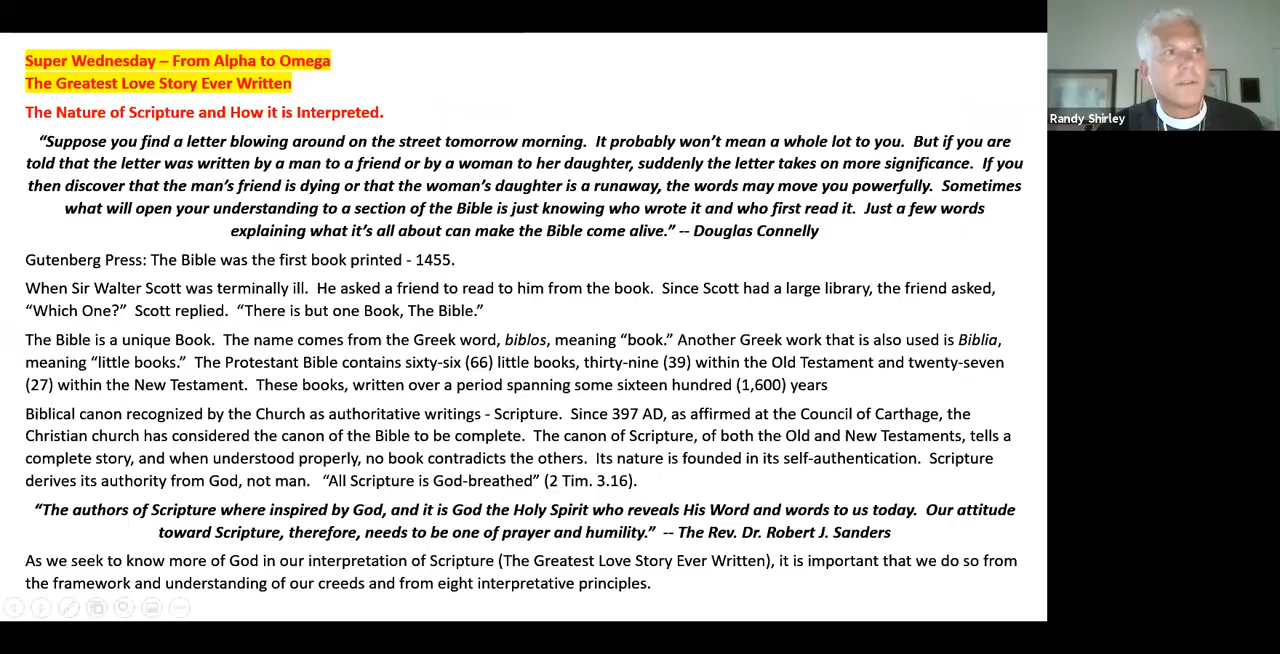 Super Wednesday – From Alpha to Omega
The Greatest Love Story Ever Written
The Nature of Scripture and How it is Interpreted.
“Suppose you find a letter blowing around on the street tomorrow morning. It probably won’t mean a whole lot to you. But if you are
told that the letter was written by a man to a friend or by a woman to her daughter, suddenly the letter takes on more significance. If you
then discover that the man’s friend is dying or that the woman’s daughter is a runaway, the words may move you powerfully. Sometimes
what will open your understanding to a section of the Bible is just knowing who wrote it and who first read it. Just a few words
explaining what it’s all about can make the Bible come alive.” -- Douglas Connelly
Gutenberg Press: The Bible was the first book printed - 1455.
When Sir Walter Scott was terminally ill. He asked a friend to read to him from the book. Since Scott had a large library, the friend asked,
“Which One?” Scott replied. “There is but one Book, The Bible.”
The Bible is a unique Book. The name comes from the Greek word, biblos, meaning “book.” Another Greek work that is also used is Biblia,
meaning “little books.” The Protestant Bible contains sixty-six (66) little books, thirty-nine (39) within the Old Testament and twenty-seven
(27) within the New Testament. These books, written over a period spanning some sixteen hundred (1,600) years
Biblical canon recognized by the Church as authoritative writings - Scripture. Since 397 AD, as affirmed at the Council of Carthage, the
Christian church has considered the canon of the Bible to be complete. The canon of Scripture, of both the Old and New Testaments, tells a
complete story, and when understood properly, no book contradicts the others. Its nature is founded in its self-authentication. Scripture
derives its authority from God, not man. “All Scripture is God-breathed” (2 Tim. 3.16).
“The authors of Scripture where inspired by God, and it is God the Holy Spirit who reveals His Word and words to us today. Our attitude
toward Scripture, therefore, needs to be one of prayer and humility.” -- The Rev. Dr. Robert J. Sanders
As we seek to know more of God in our interpretation of Scripture (The Greatest Love Story Ever Written), it is important that we do so from
the framework and understanding of our creeds and from eight interpretative principles.
Randy Shirley